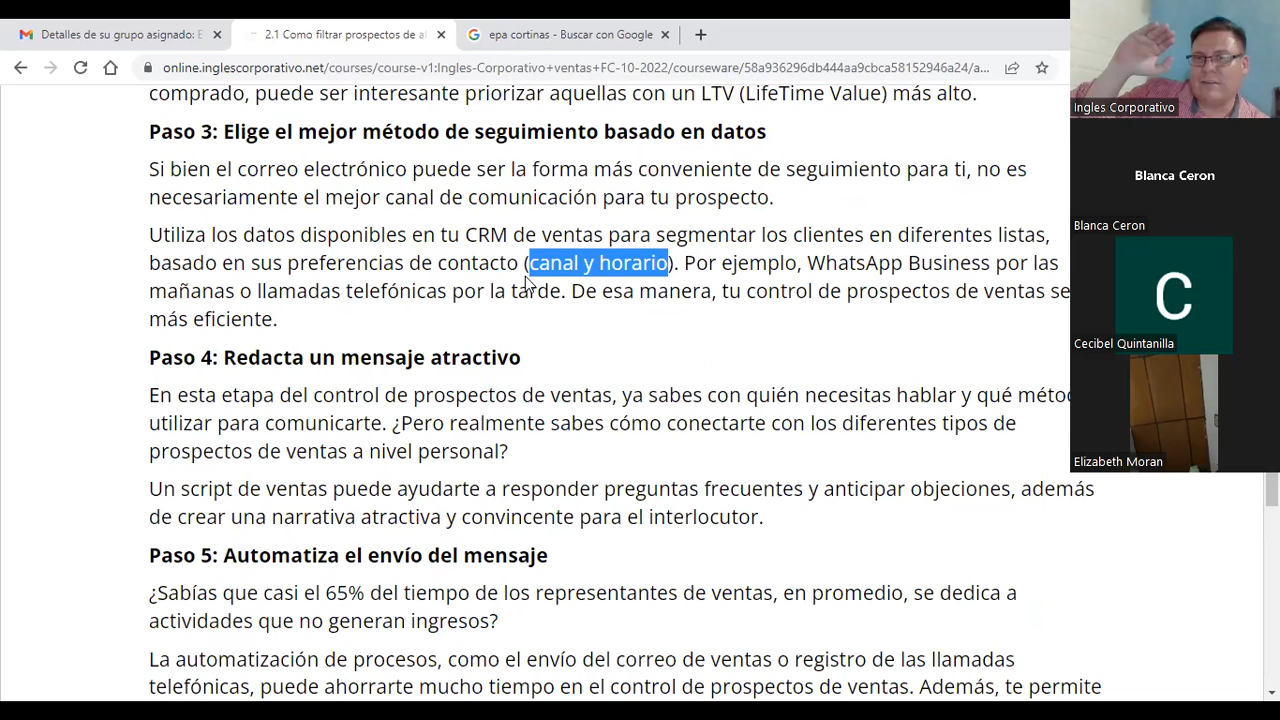 Detalles de su grupo asignado: E
2.1 Como filtrar prospectos de al
epa cortinas - Buscar con Google
online.inglescorporativo.net/courses/course-v1:Ingles-Corporativo+ventas+FC-10-2022/courseware/58a936296db444aa9cbca58152946a24/a...
comprado, puede ser interesante priorizar aquellas con un LTV (LifeTime Value) más alto.
Paso 3: Elige el mejor método de seguimiento basado en datos
Si bien el correo electrónico puede ser la forma más conveniente de seguimiento para ti, no es
necesariamente el mejor canal de comunicación para tu prospecto.
Utiliza los datos disponibles en tu CRM de ventas para segmentar los clientes en diferentes listas,
basado en sus preferencias de contacto (canal y horario). Por ejemplo, WhatsApp Business por las
mañanas o llamadas telefónicas por la tarde. De esa manera, tu control de prospectos de ventas se
más eficiente.
Paso 4: Redacta un mensaje atractivo
En esta etapa del control de prospectos de ventas, ya sabes con quién necesitas hablar y qué méto
utilizar para comunicarte. ¿Pero realmente sabes cómo conectarte con los diferentes tipos de
prospectos de ventas a nivel personal?
Un script de ventas puede ayudarte a responder preguntas frecuentes y anticipar objeciones, además
de crear una narrativa atractiva y convincente para el interlocutor.
Paso 5: Automatiza el envío del mensaje
¿Sabías que casi el 65% del tiempo de los representantes de ventas, en promedio, se dedica a
actividades que no generan ingresos?
La automatización de procesos, como el envío del correo de ventas o registro de las llamadas
telefónicas, puede ahorrarte mucho tiempo en el control de prospectos de ventas. Además, te permite
Ingles Corporativo
Blanca Ceron
Blanca Ceron
C
Cecibel Quintanilla
Elizabeth Moran